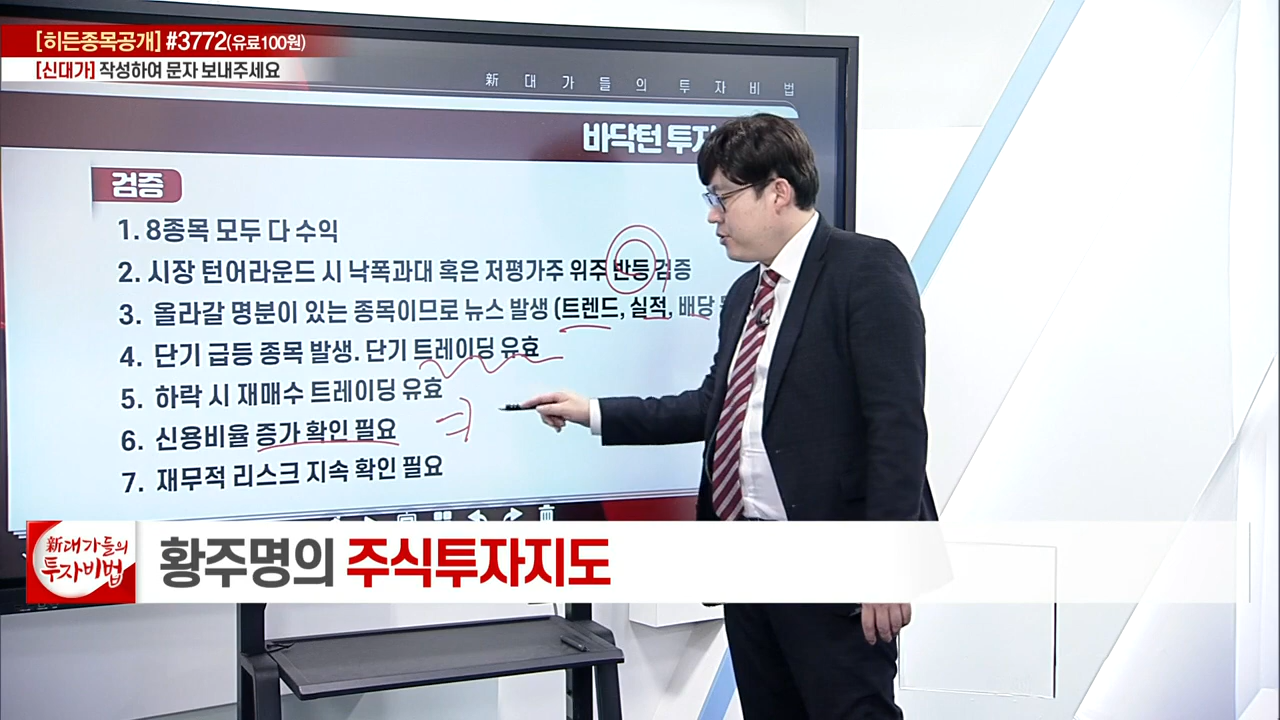 [히든종목공개] #3772(유료100원)
[신대가] 작성하여 문자 보내주세요
新 대 가 들 의 투 자 비 법
바닥턴 투자
검증
1. 8종목 모두 다 수익
2. 시장 턴어라운드 시 낙폭과대 혹은 저평가주 위주 반등 검증
3. 올라갈 명분이 있는 종목이므로 뉴스 발생 (트렌드, 실적, 배당
4. 단기 급등 종목 발생. 단기 트레이딩 유효
5. 하락 시 재매수 트레이딩 유효
6. 신용비율 증가 확인 필요
7. 재무적 리스크 지속 확인 필요
新대가들의
투자비법
황주명의 주식투자지도